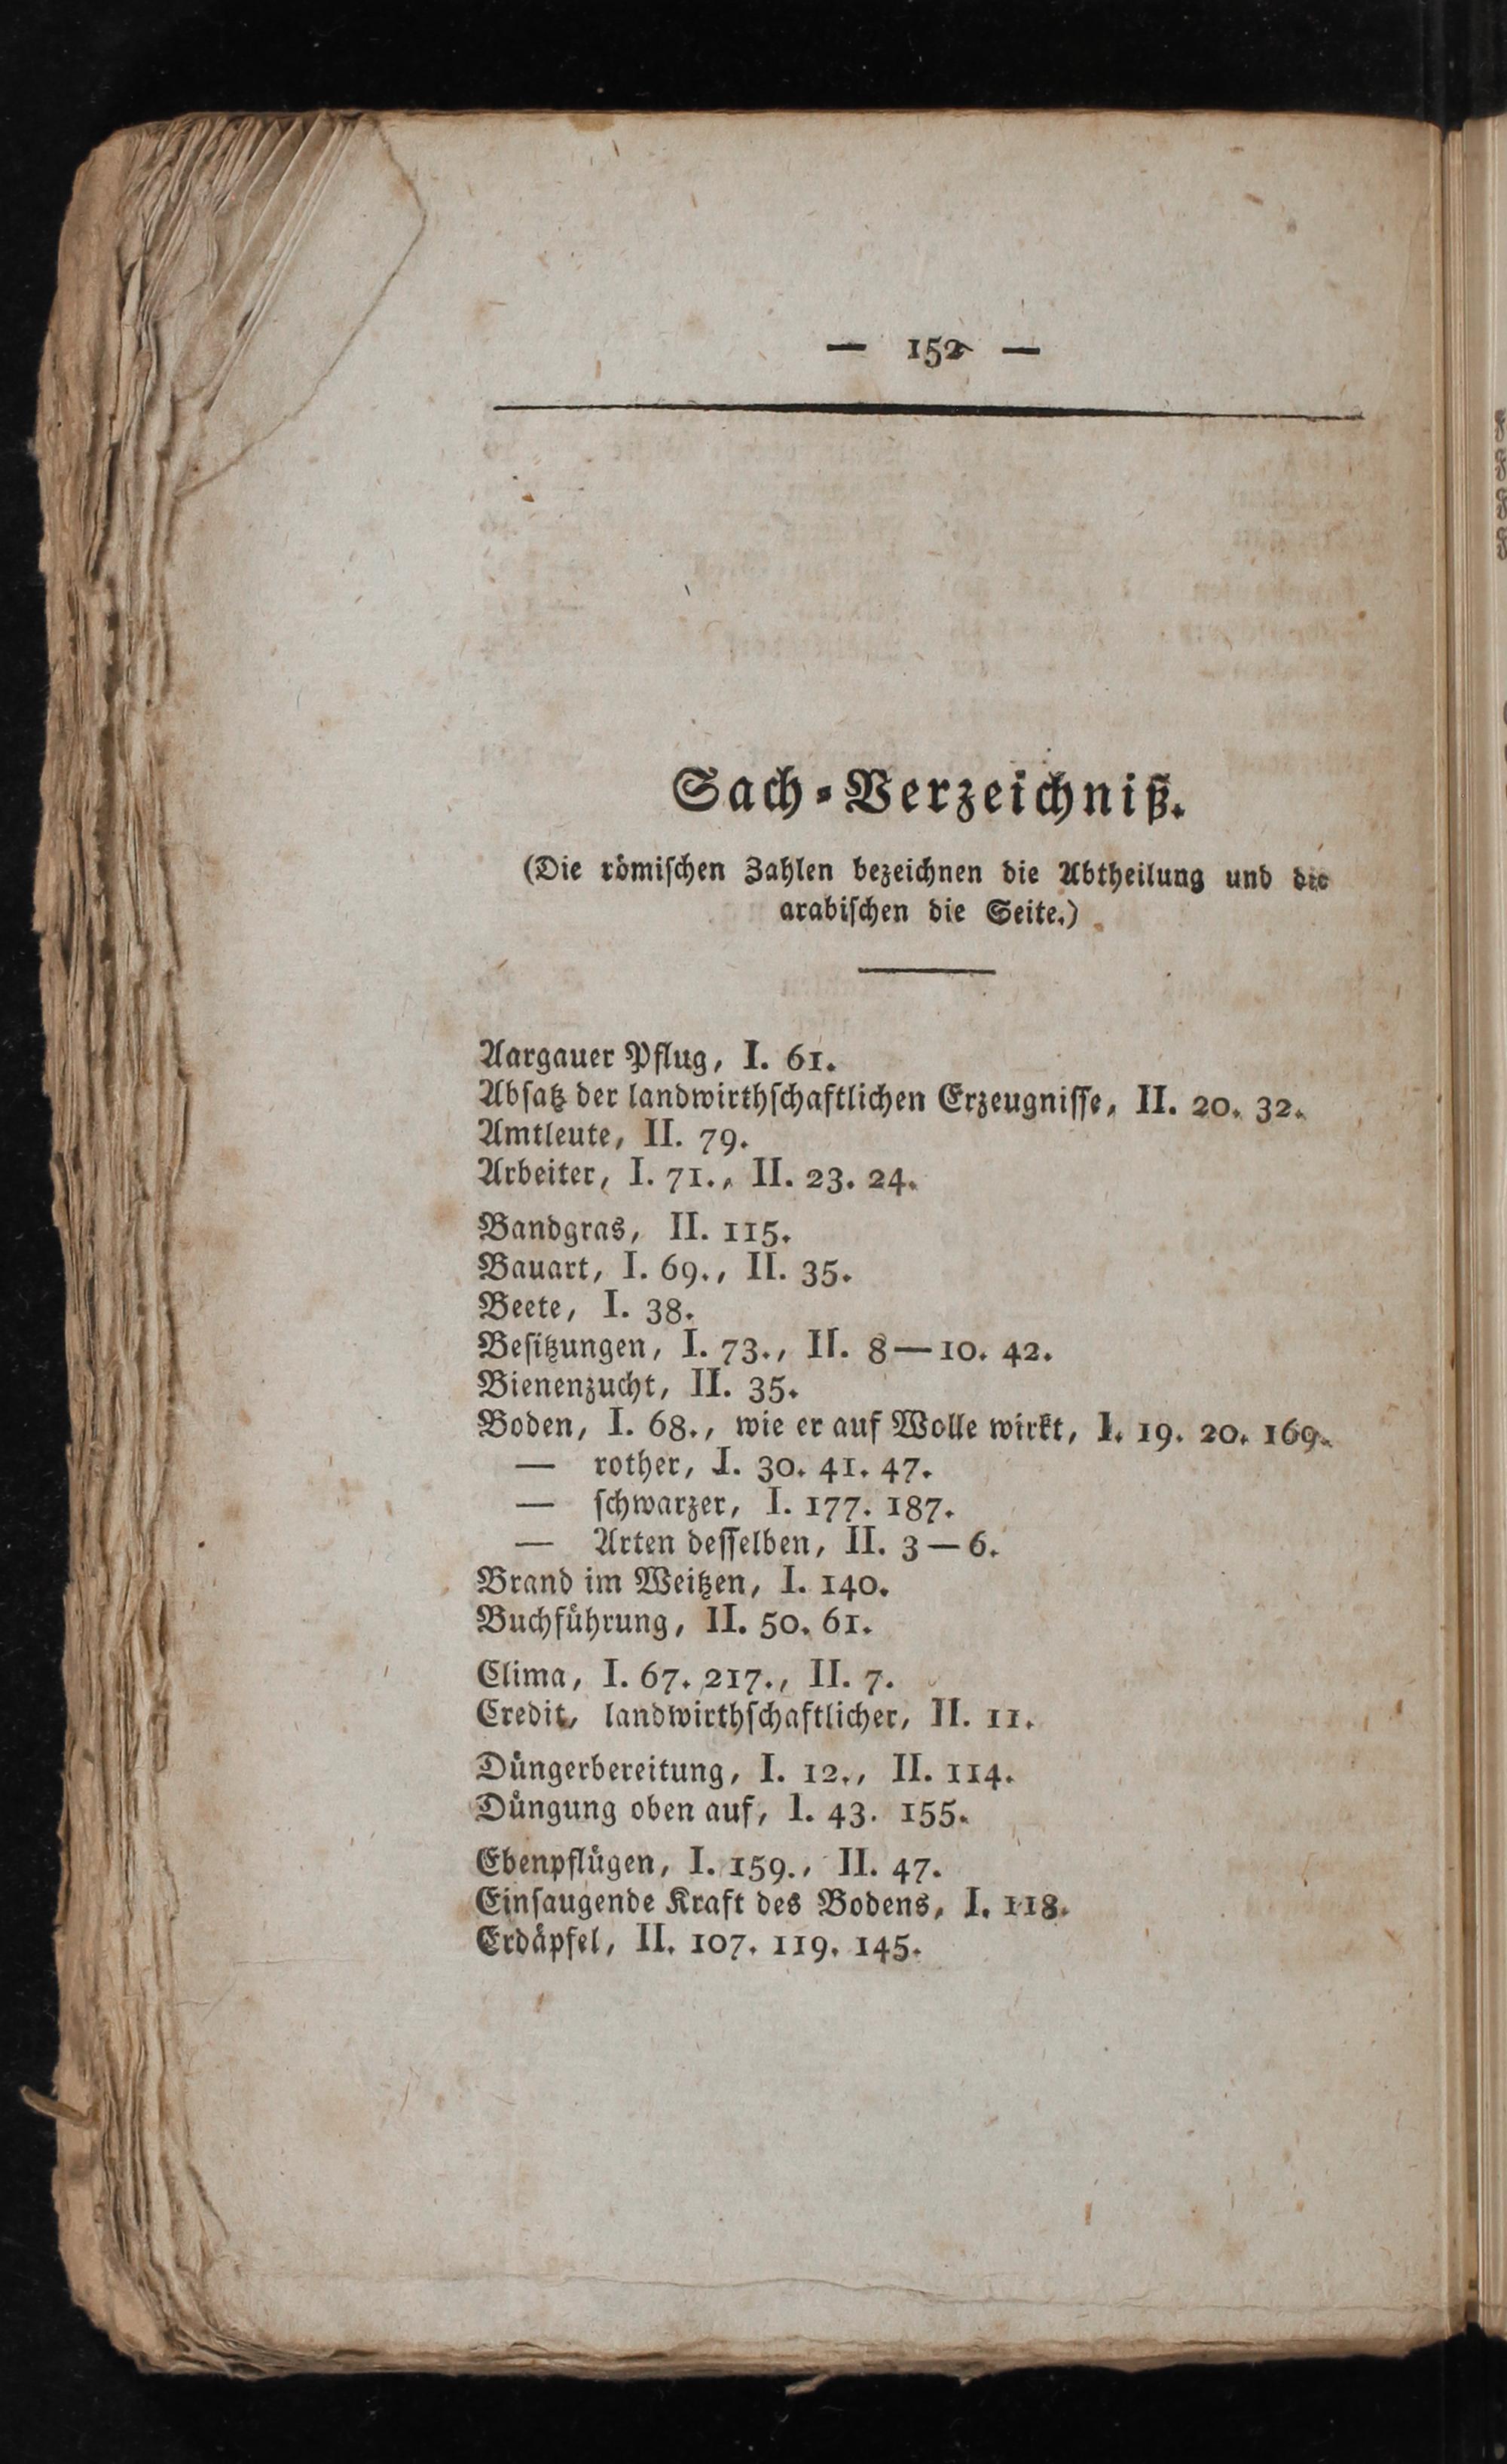 — 152 —
Sach-Verzeichniß.
(Die römischen Zahlen bezeichnen die Abtheilung und die
arabischen die Seite.)
Aargauer Pflug, I. 61.
Absatz der landwirthschaftlichen Erzeugnisse, II. 20. 32.
Amtleute, II. 79.
Arbeiter, I. 71., II. 23. 24.
Bandgras, II. 115.
Bauart, I. 69., II. 35.
Beete, I. 38.
Besitzungen, I. 73., II. 8—10. 42.
Bienenzucht, II. 35.
Boden, I. 68., wie er auf Wolle wirkt, I. 19. 20. 169.
— rother, I. 30. 41. 47.
— schwarzer, I. 177. 187.
— Arten desselben, II. 3—6.
Brand im Weitzen, I. 140.
Buchführung, II. 50. 61.
Clima, I. 67. 217., II. 7.
Credit, landwirthschaftlicher, II. 11.
Düngerbereitung, I. 12., II. 114.
Düngung oben auf, I. 43. 155.
Ebenpflügen, I. 159., II. 47.
Einsaugende Kraft des Bodens, I. 118.
Erdäpfel, II. 107. 119. 145.